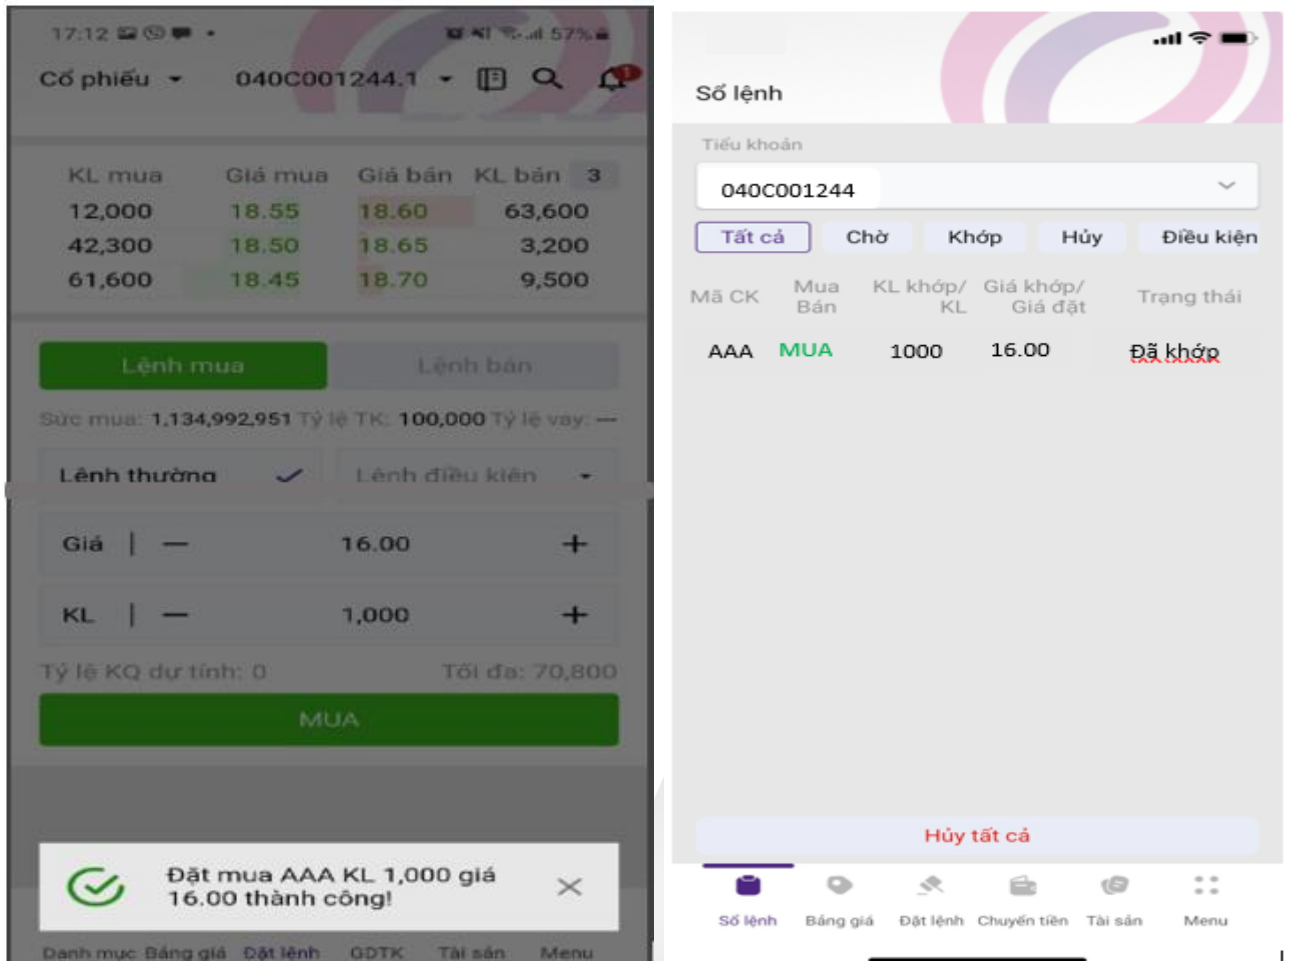 17:12
57%
Cổ phiếu
040C001244.1
1
KL mua Giá mua Giá bán KL bán 3
12,000 18.55 18.60 63,600
42,300 18.50 18.65 3,200
61,600 18.45 18.70 9,500
Lệnh mua Lệnh bán
Sức mua: 1,134,992,951 Tỷ lệ TK: 100,000 Tỷ lệ vay: ---
Lệnh thường Lệnh điều kiện
Giá | — 16.00 +
KL | — 1,000 +
Tỷ lệ KQ dự tính: 0 Tối đa: 70,800
MUA
Đặt mua AAA KL 1,000 giá
16.00 thành công!
Danh mục Bảng giá Đặt lệnh GDTK Tài sản Menu
Sổ lệnh
Tiểu khoản
040C001244
Tất cả Chờ Khớp Hủy Điều kiện
Mã CK Mua Bán KL khớp/ KL Giá khớp/ Giá đặt Trạng thái
AAA MUA 1000 16.00 Đã khớp
Hủy tất cả
Sổ lệnh Bảng giá Đặt lệnh Chuyển tiền Tài sản Menu